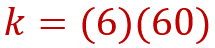 k = (6)(60)